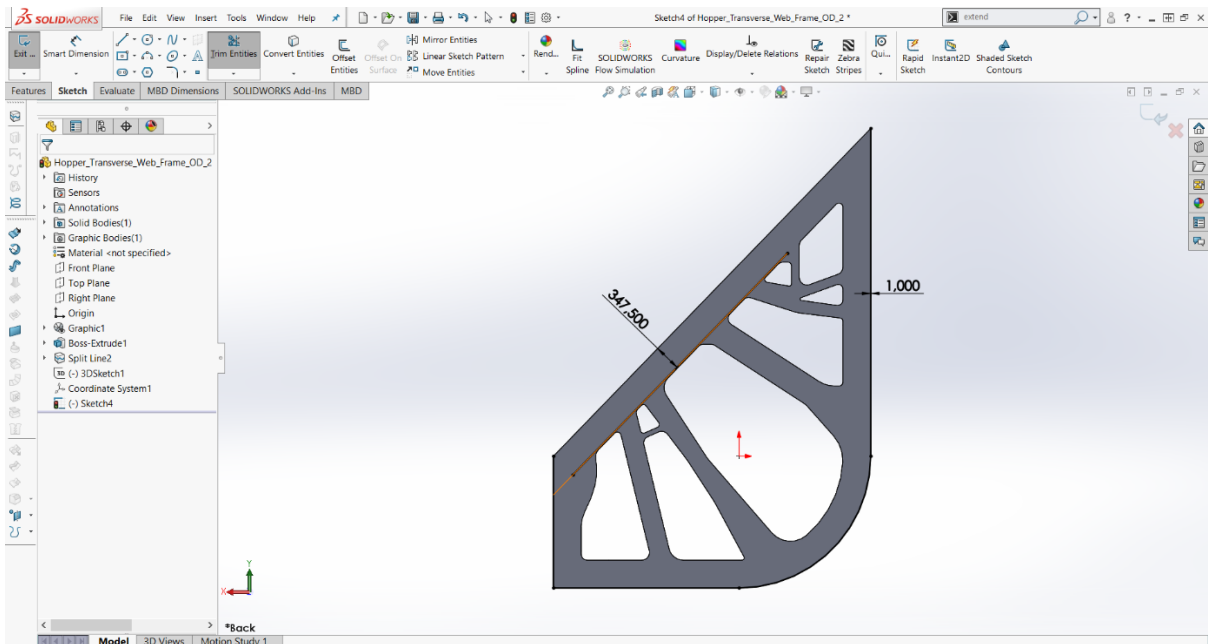 SOLIDWORKS File Edit View Insert Tools Window Help Sketch4 of Hopper_Transverse_Web_Frame_OD_2 * extend ?
Exit ... Smart Dimension Trim Entities Convert Entities Offset Entities Offset On Surface Mirror Entities Linear Sketch Pattern Move Entities Rend... Fit Spline SOLIDWORKS Flow Simulation Curvature Display/Delete Relations Repair Sketch Zebra Stripes Qui... Rapid Sketch Instant2D Shaded Sketch Contours
Features Sketch Evaluate MBD Dimensions SOLIDWORKS Add-Ins MBD
Hopper_Transverse_Web_Frame_OD_2
History
Sensors
Annotations
Solid Bodies(1)
Graphic Bodies(1)
Material <not specified>
Front Plane
Top Plane
Right Plane
Origin
Graphic1
Boss-Extrude1
Split Line2
3D (-) 3DSketch1
Coordinate System1
(-) Sketch4
347,500
1,000
Y
X
*Back
Model 3D Views Motion Study 1